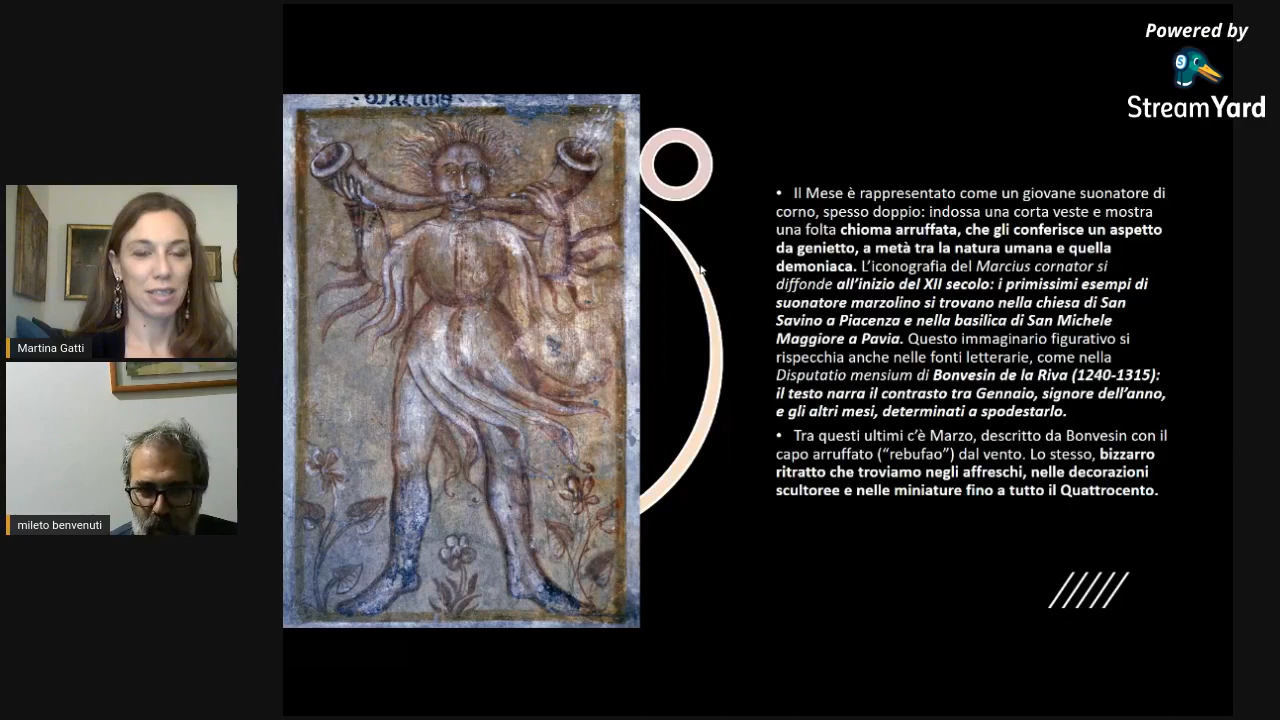 Powered by
StreamYard
Martina Gatti
mileto benvenuti
• Il Mese è rappresentato come un giovane suonatore di
corno, spesso doppio: indossa una corta veste e mostra
una folta chioma arruffata, che gli conferisce un aspetto
da genietto, a metà tra la natura umana e quella
demoniaca. L’iconografia del Marcius cornator si
diffonde all’inizio del XII secolo: i primissimi esempi di
suonatore marzolino si trovano nella chiesa di San
Savino a Piacenza e nella basilica di San Michele
Maggiore a Pavia. Questo immaginario figurativo si
rispecchia anche nelle fonti letterarie, come nella
Disputatio mensium di Bonvesin de la Riva (1240-1315):
il testo narra il contrasto tra Gennaio, signore dell’anno,
e gli altri mesi, determinati a spodestarlo.
• Tra questi ultimi c’è Marzo, descritto da Bonvesin con il
capo arruffato (“rebufao”) dal vento. Lo stesso, bizzarro
ritratto che troviamo negli affreschi, nelle decorazioni
scultoree e nelle miniature fino a tutto il Quattrocento.